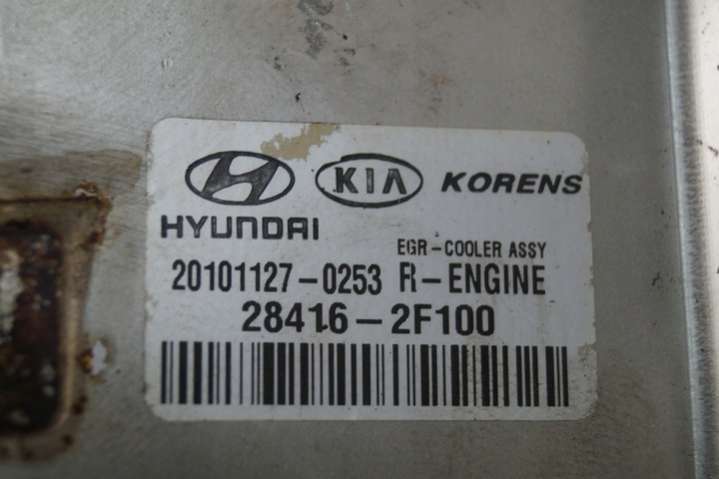 KIA KORENS
HYUNDAI
EGR-COOLER ASSY
20101127-0253 R-ENGINE
28416-2F100